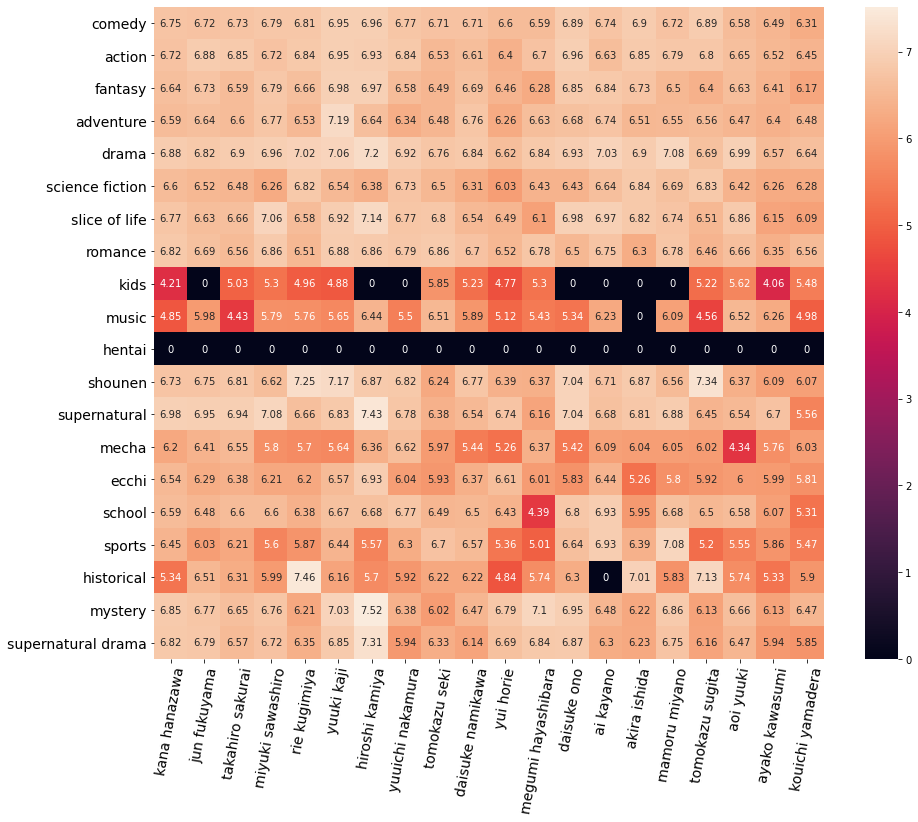 comedy 6.75 6.72 6.73 6.79 6.81 6.95 6.96 6.77 6.71 6.71 6.6 6.59 6.89 6.74 6.9 6.72 6.89 6.58 6.49 6.31
action 6.72 6.88 6.85 6.72 6.84 6.95 6.93 6.84 6.53 6.61 6.4 6.7 6.96 6.63 6.85 6.79 6.8 6.65 6.52 6.45
fantasy 6.64 6.73 6.59 6.79 6.66 6.98 6.97 6.58 6.49 6.69 6.46 6.28 6.85 6.84 6.73 6.5 6.4 6.63 6.41 6.17
adventure 6.59 6.64 6.6 6.77 6.53 7.19 6.64 6.34 6.48 6.76 6.26 6.63 6.68 6.74 6.51 6.55 6.56 6.47 6.4 6.48
drama 6.88 6.82 6.9 6.96 7.02 7.06 7.2 6.92 6.76 6.84 6.62 6.84 6.93 7.03 6.9 7.08 6.69 6.99 6.57 6.64
science fiction 6.6 6.52 6.48 6.26 6.82 6.54 6.38 6.73 6.5 6.31 6.03 6.43 6.43 6.64 6.84 6.69 6.83 6.42 6.26 6.28
slice of life 6.77 6.63 6.66 7.06 6.58 6.92 7.14 6.77 6.8 6.54 6.49 6.1 6.98 6.97 6.82 6.74 6.51 6.86 6.15 6.09
romance 6.82 6.69 6.56 6.86 6.51 6.88 6.86 6.79 6.86 6.7 6.52 6.78 6.5 6.75 6.3 6.78 6.46 6.66 6.35 6.56
kids 4.21 0 5.03 5.3 4.96 4.88 0 0 5.85 5.23 4.77 5.3 0 0 0 0 5.22 5.62 4.06 5.48
music 4.85 5.98 4.43 5.79 5.76 5.65 6.44 5.5 6.51 5.89 5.12 5.43 5.34 6.23 0 6.09 4.56 6.52 6.26 4.98
hentai 0 0 0 0 0 0 0 0 0 0 0 0 0 0 0 0 0 0 0 0
shounen 6.73 6.75 6.81 6.62 7.25 7.17 6.87 6.82 6.24 6.77 6.39 6.37 7.04 6.71 6.87 6.56 7.34 6.37 6.09 6.07
supernatural 6.98 6.95 6.94 7.08 6.66 6.83 7.43 6.78 6.38 6.54 6.74 6.16 7.04 6.68 6.81 6.88 6.45 6.54 6.7 5.56
mecha 6.2 6.41 6.55 5.8 5.7 5.64 6.36 6.62 5.97 5.44 5.26 6.37 5.42 6.09 6.04 6.05 6.02 4.34 5.76 6.03
ecchi 6.54 6.29 6.38 6.21 6.2 6.57 6.93 6.04 5.93 6.37 6.61 6.01 5.83 6.44 5.26 5.8 5.92 6 5.99 5.81
school 6.59 6.48 6.6 6.6 6.38 6.67 6.68 6.77 6.49 6.5 6.43 4.39 6.8 6.93 5.95 6.68 6.5 6.58 6.07 5.31
sports 6.45 6.03 6.21 5.6 5.87 6.44 5.57 6.3 6.7 6.57 5.36 5.01 6.64 6.93 6.39 7.08 5.2 5.55 5.86 5.47
historical 5.34 6.51 6.31 5.99 7.46 6.16 5.7 5.92 6.22 6.22 4.84 5.74 6.3 0 7.01 5.83 7.13 5.74 5.33 5.9
mystery 6.85 6.77 6.65 6.76 6.21 7.03 7.52 6.38 6.02 6.47 6.79 7.1 6.95 6.48 6.22 6.86 6.13 6.66 6.13 6.47
supernatural drama 6.82 6.79 6.57 6.72 6.35 6.85 7.31 5.94 6.33 6.14 6.69 6.84 6.87 6.3 6.23 6.75 6.16 6.47 5.94 5.85
kana hanazawa
jun fukuyama
takahiro sakurai
miyuki sawashiro
rie kugimiya
yuuki kaji
hiroshi kamiya
yuuichi nakamura
tomokazu seki
daisuke namikawa
yui horie
megumi hayashibara
daisuke ono
ai kayano
akira ishida
mamoru miyano
tomokazu sugita
aoi yuuki
ayako kawasumi
kouichi yamadera
7
6
5
4
3
2
1
0